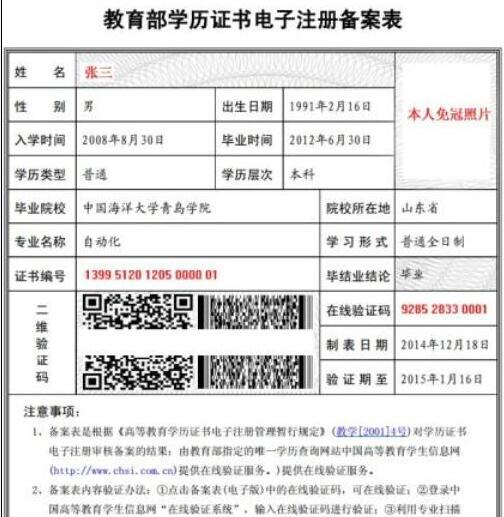 教育部学历证书电子注册备案表
姓 名 张三
性 别 男 出生日期 1991年2月16日 本人免冠照片
入学时间 2008年8月30日 毕业时间 2012年6月30日
学历类型 普通 学历层次 本科
毕业院校 中国海洋大学青岛学院 院校所在地 山东省
专业名称 自动化 学习形式 普通全日制
证书编号 1399 5120 1205 0000 01 毕结业结论 毕业
二维验证码 在线验证码 9285 2833 0001
制表日期 2014年12月18日
验证期至 2015年1月16日
注意事项：
1、备案表是根据《高等教育学历证书电子注册管理暂行规定》（教学[2001]4号)对学历证书
电子注册审核备案的结果；由教育部指定的唯一学历查询网站中国高等教育学生信息网
(http://www.chsi.com.cn)提供在线验证服务。)提供在线验证服务。
2、备案表内容验证办法：①点击备案表(电子版)中的在线验证码，可在线验证；②登录中
国高等教育学生信息网“在线验证系统”，输入在线验证码进行验证；③利用专业扫描